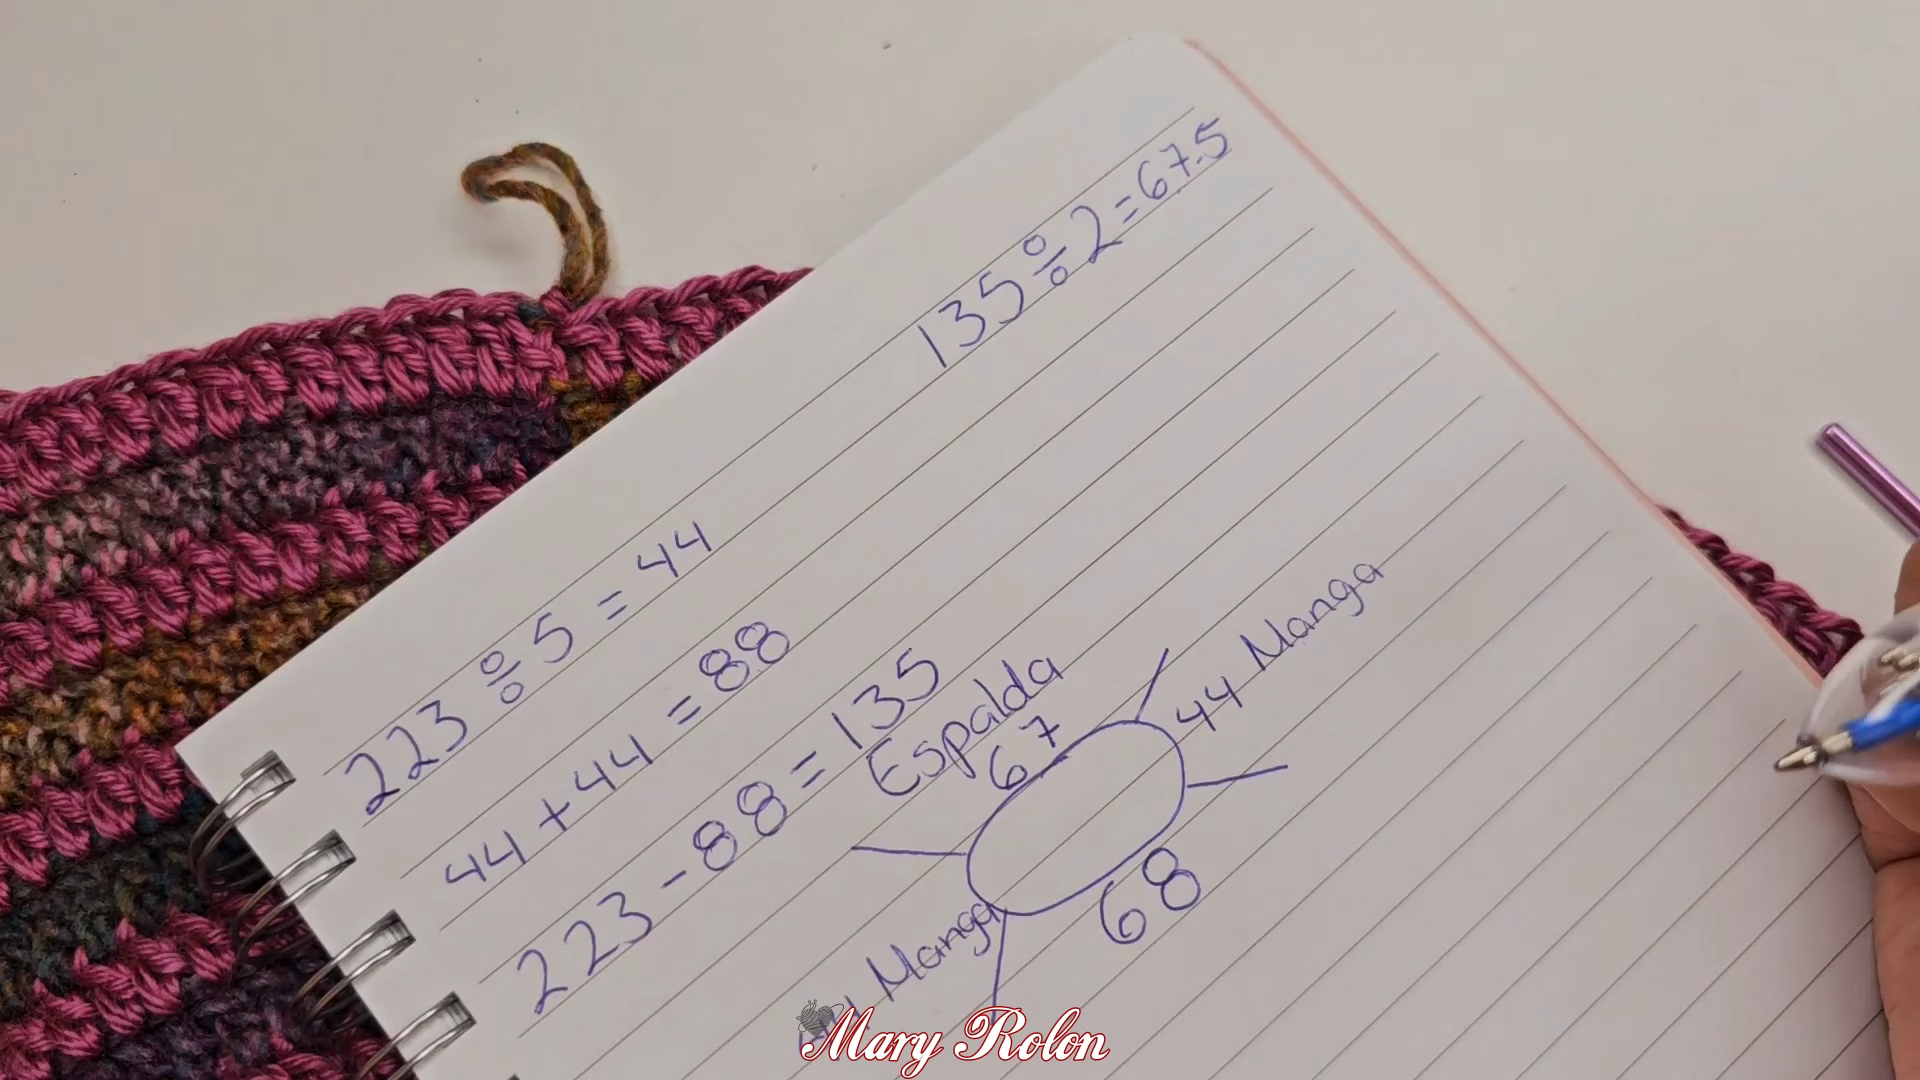 135 ÷ 2 = 67.5
223 ÷ 5 = 44
44 + 44 = 88
223 - 88 = 135
Espalda
67
44 Manga
68
Manga
Mary Rolon